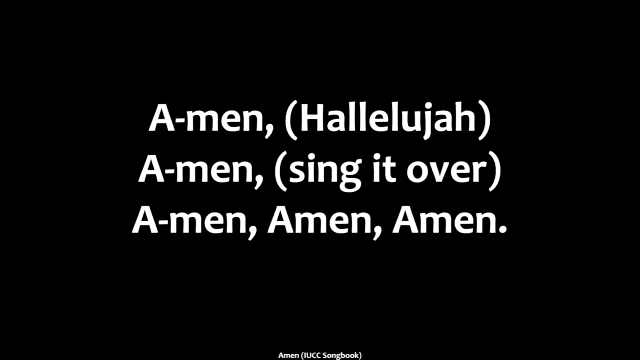 A-men, (Hallelujah)
A-men, (sing it over)
A-men, Amen, Amen.
Amen (IUCC Songbook)